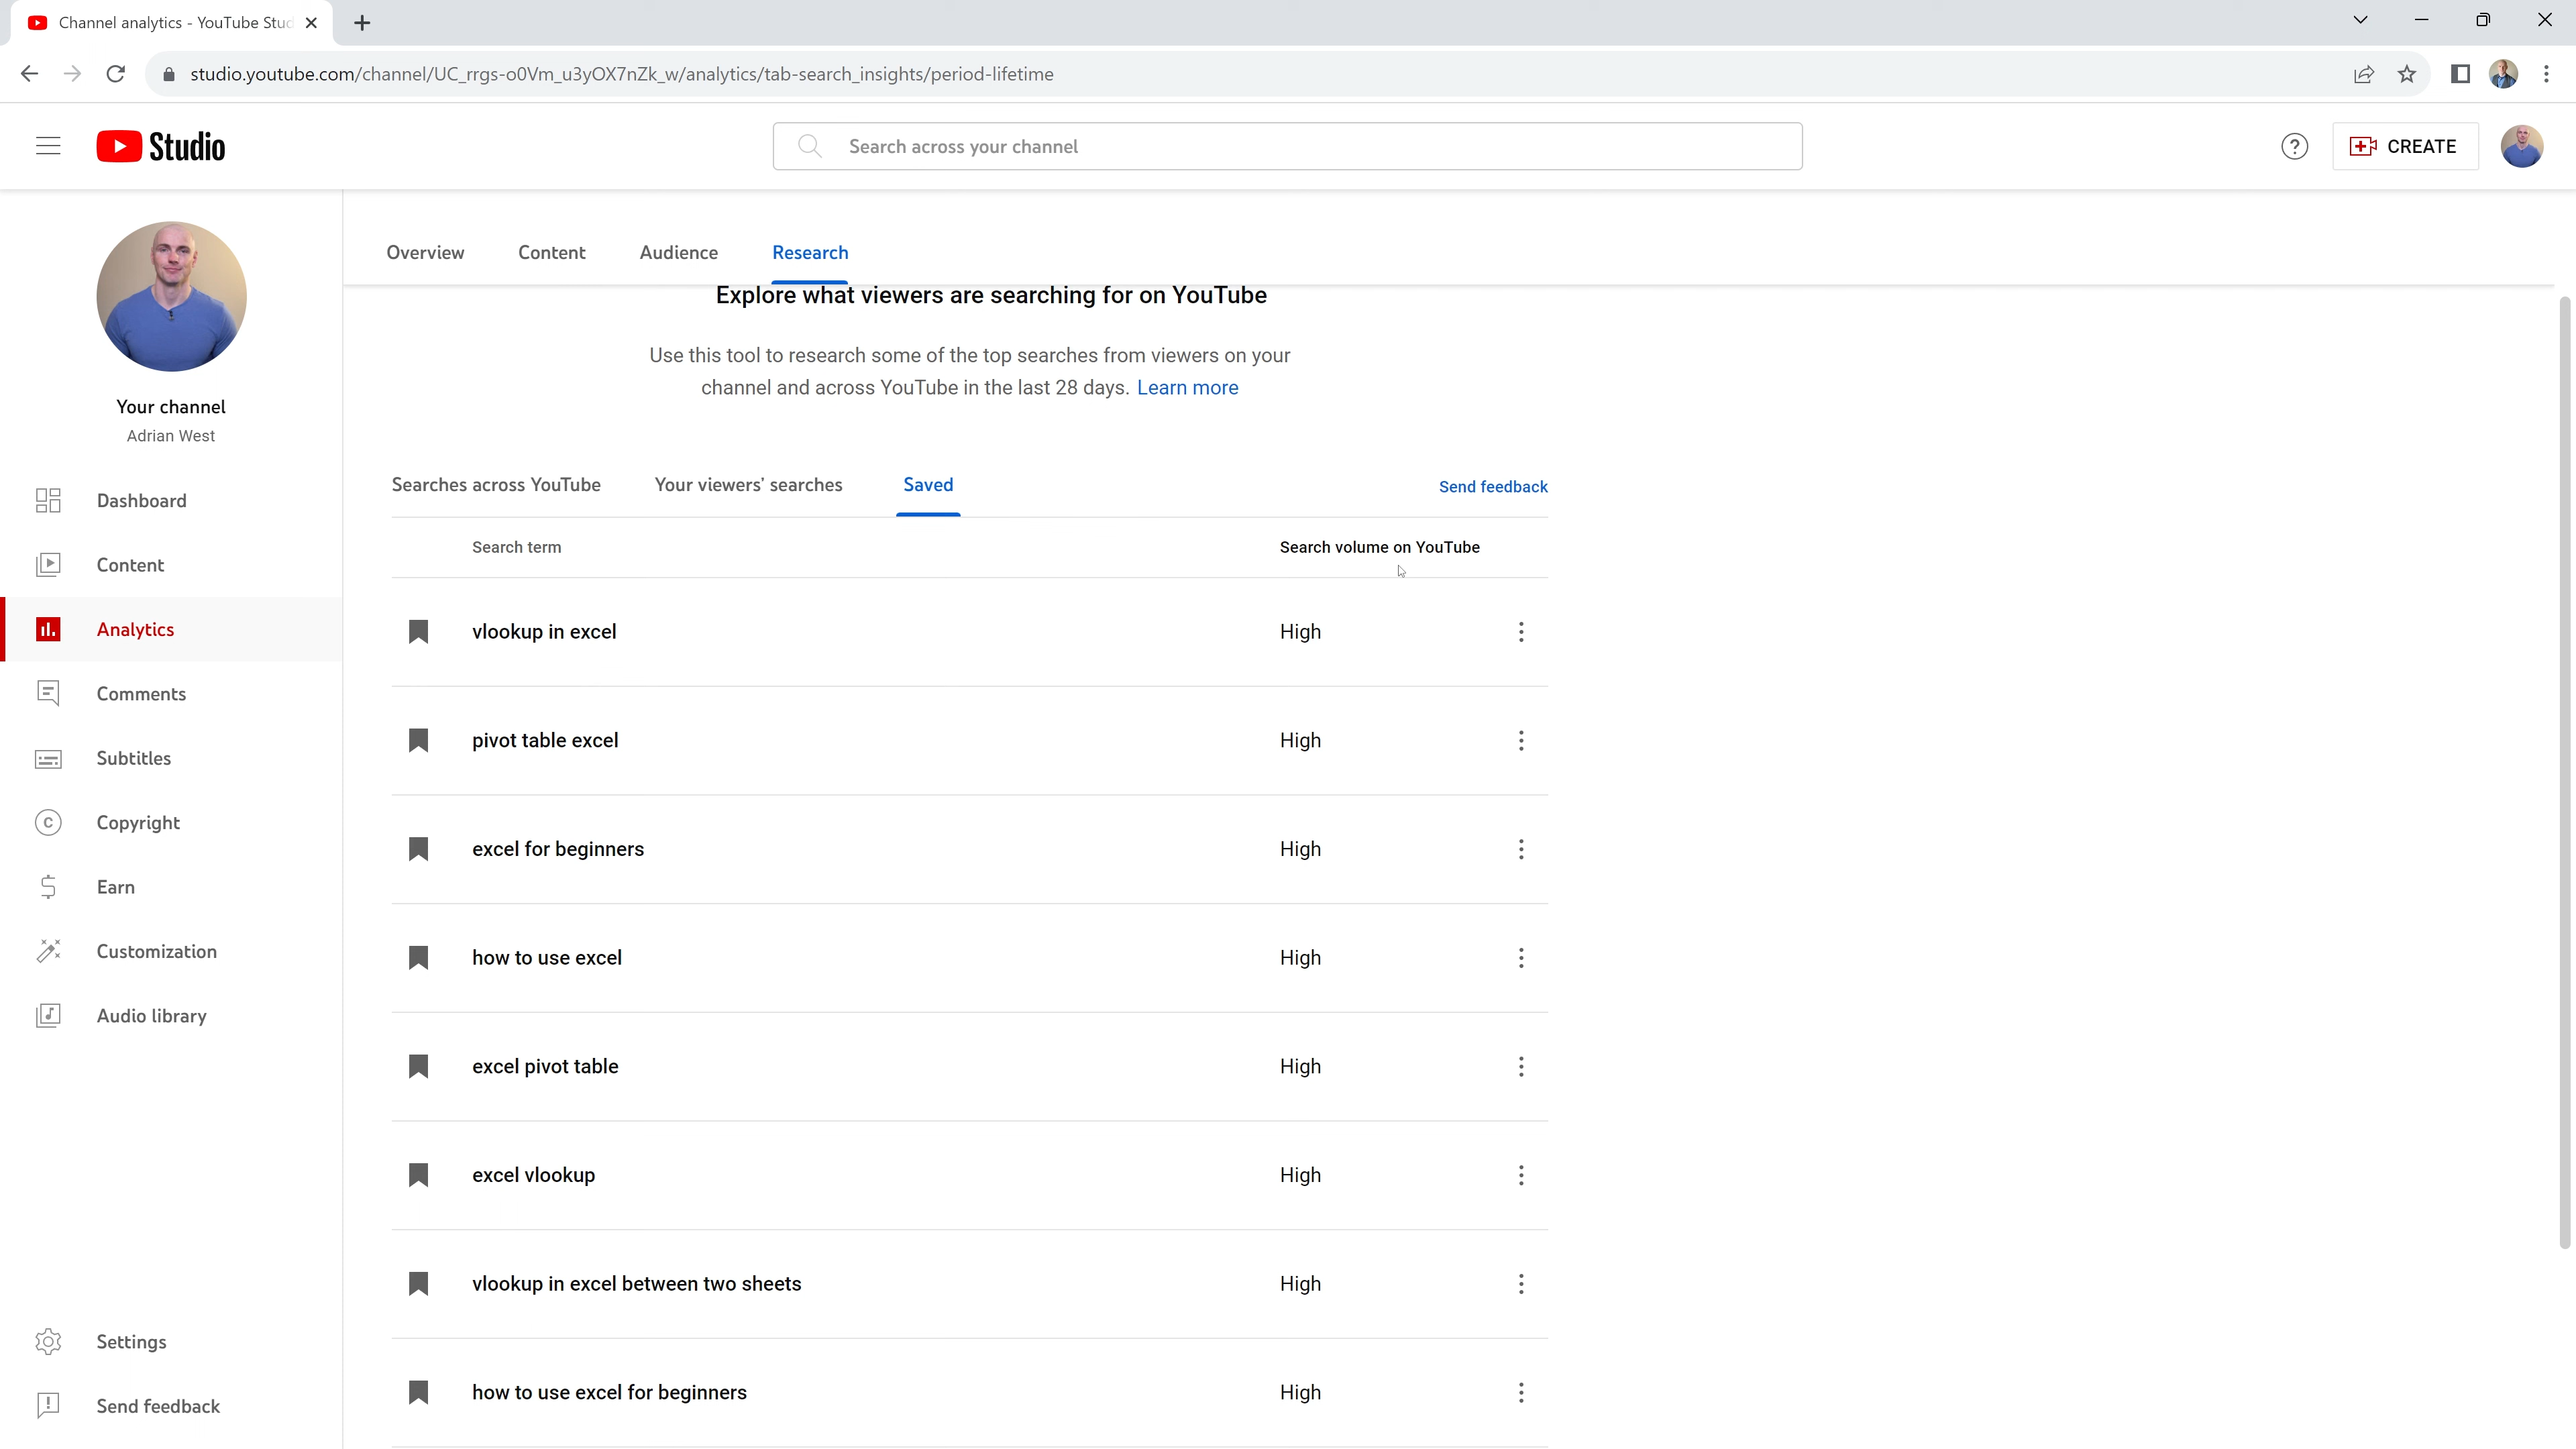 Channel analytics - YouTube Stud
studio.youtube.com/channel/UC_rrgs-o0Vm_u3yOX7nZk_w/analytics/tab-search_insights/period-lifetime
Studio
Search across your channel
CREATE
Your channel
Adrian West
Dashboard
Content
Analytics
Comments
Subtitles
Copyright
Earn
Customization
Audio library
Settings
Send feedback
Overview Content Audience Research
Explore what viewers are searching for on YouTube
Use this tool to research some of the top searches from viewers on your
channel and across YouTube in the last 28 days. Learn more
Searches across YouTube Your viewers' searches Saved Send feedback
Search term Search volume on YouTube
vlookup in excel High
pivot table excel High
excel for beginners High
how to use excel High
excel pivot table High
excel vlookup High
vlookup in excel between two sheets High
how to use excel for beginners High